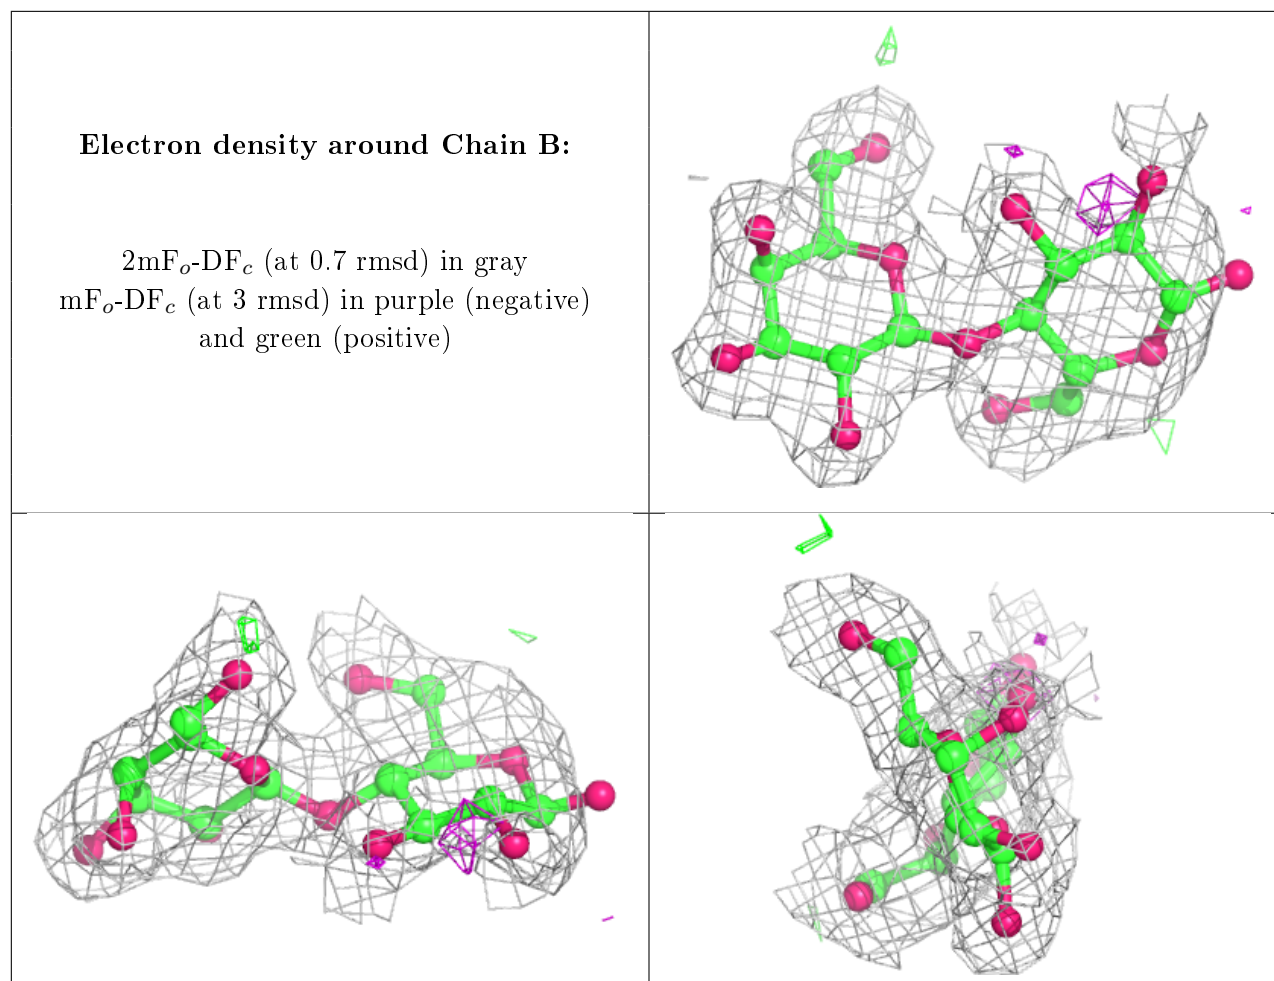 Electron density around Chain B:
2mFₒ-DF𝒸 (at 0.7 rmsd) in gray
mFₒ-DF𝒸 (at 3 rmsd) in purple (negative)
and green (positive)